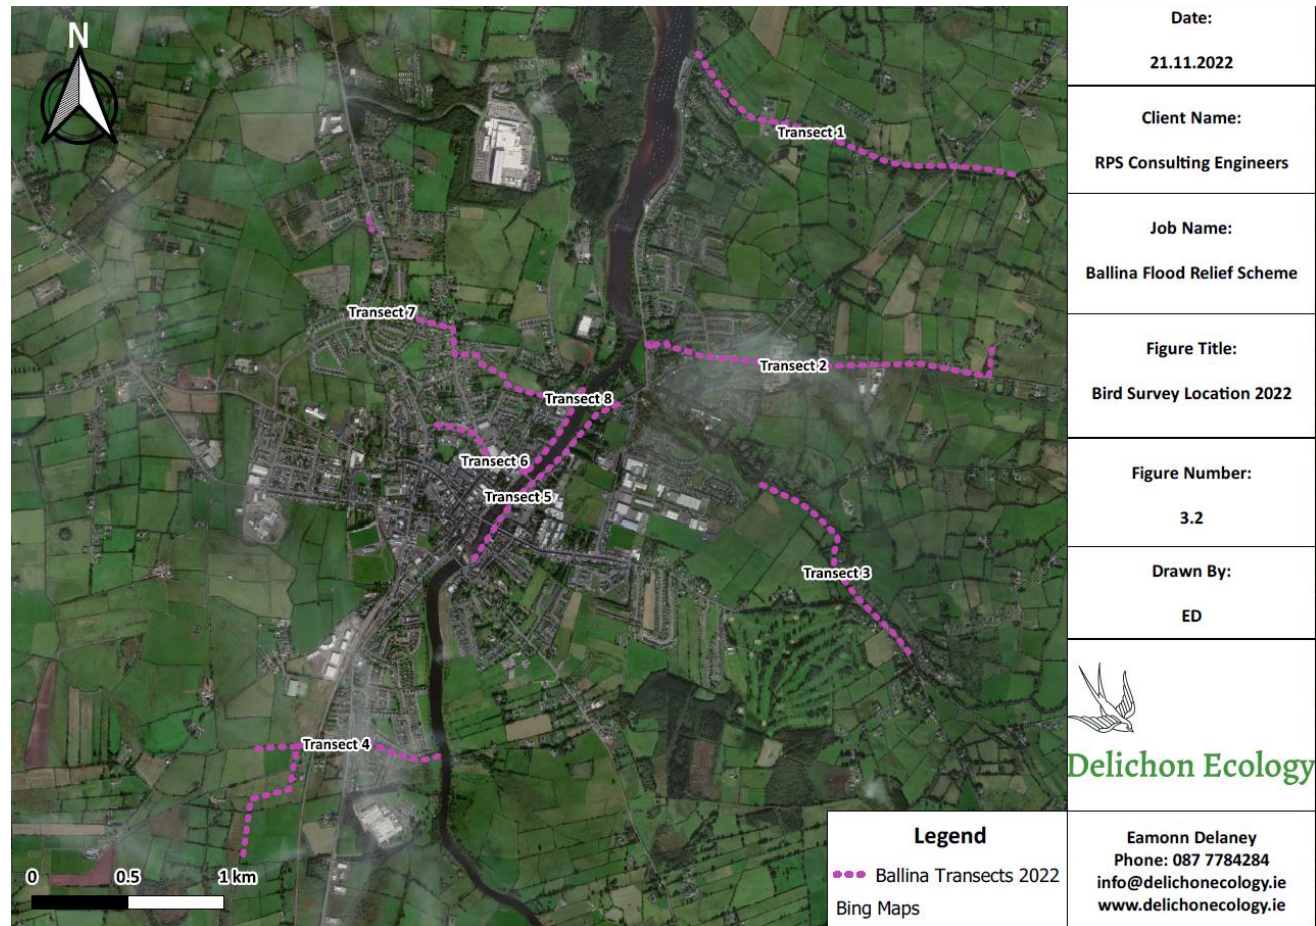 N
Transect 1
Transect 7
Transect 2
Transect 8
Transect 6
Transect 5
Transect 3
Transect 4
0 0.5 1 km
Legend
Ballina Transects 2022
Bing Maps
Date:
21.11.2022
Client Name:
RPS Consulting Engineers
Job Name:
Ballina Flood Relief Scheme
Figure Title:
Bird Survey Location 2022
Figure Number:
3.2
Drawn By:
ED
Delichon Ecology
Eamonn Delaney
Phone: 087 7784284
info@delichonecology.ie
www.delichonecology.ie